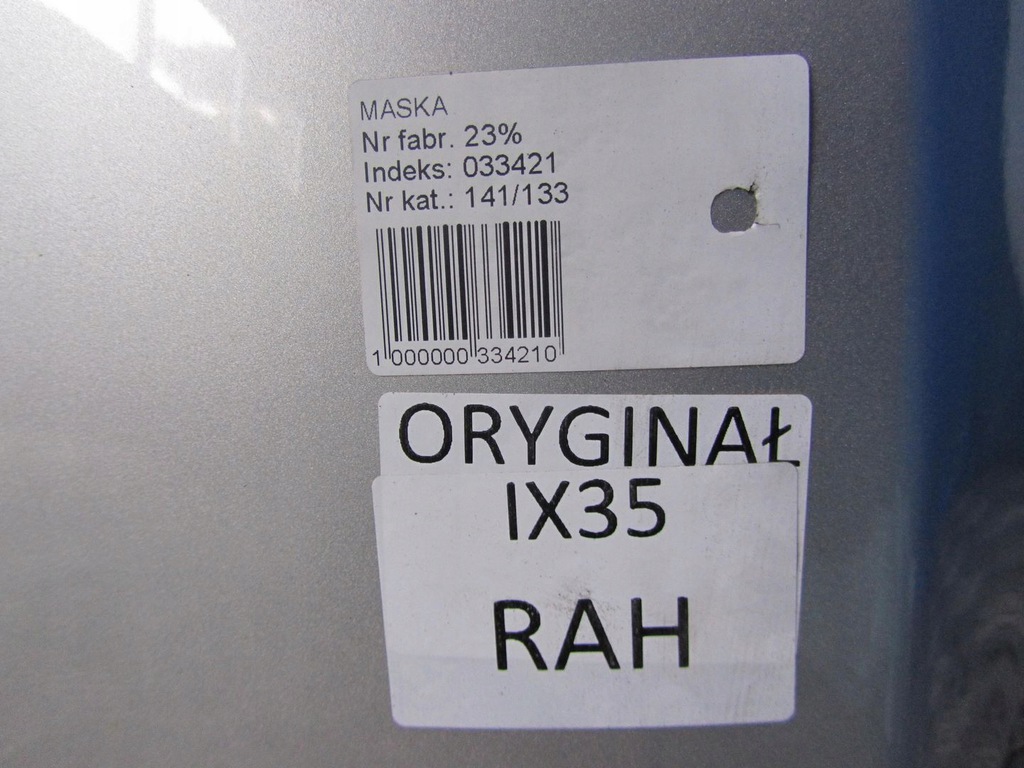 MASKA
Nr fabr. 23%
Indeks: 033421
Nr kat.: 141/133
1 000000 334210
ORYGINAŁ
IX35
RAH